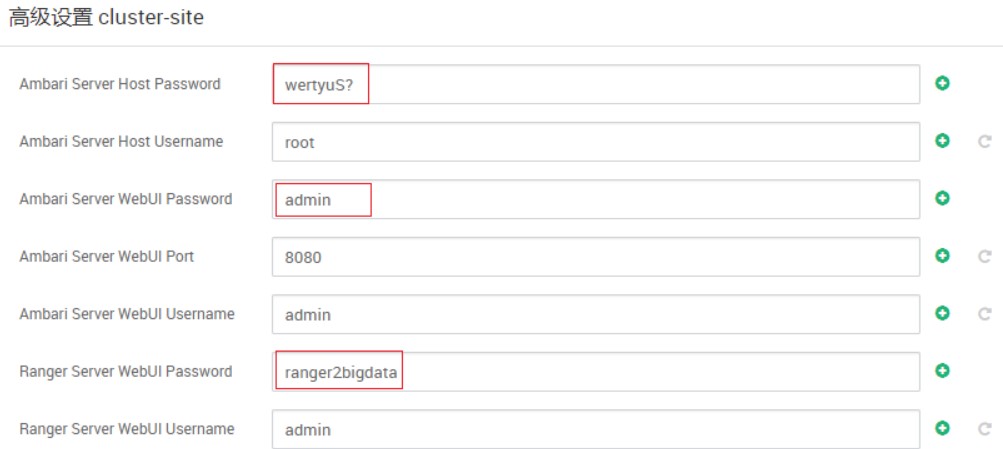 高级设置 cluster-site
Ambari Server Host Password wertyuS?
Ambari Server Host Username root
Ambari Server WebUI Password admin
Ambari Server WebUI Port 8080
Ambari Server WebUI Username admin
Ranger Server WebUI Password ranger2bigdata
Ranger Server WebUI Username admin